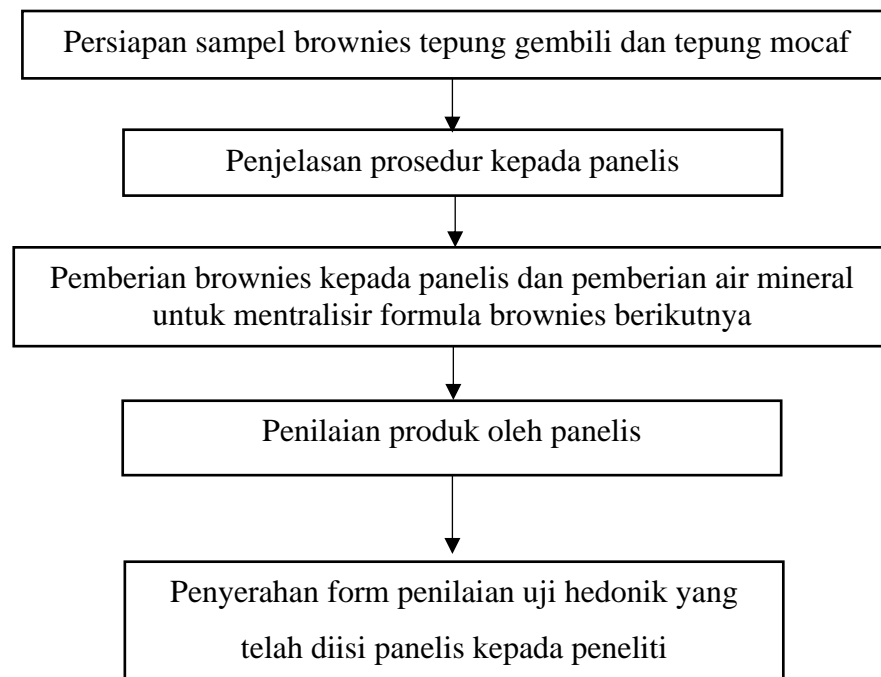 Persiapan sampel brownies tepung gembili dan tepung mocaf
Penjelasan prosedur kepada panelis
Pemberian brownies kepada panelis dan pemberian air mineral
untuk mentralisir formula brownies berikutnya
Penilaian produk oleh panelis
Penyerahan form penilaian uji hedonik yang
telah diisi panelis kepada peneliti